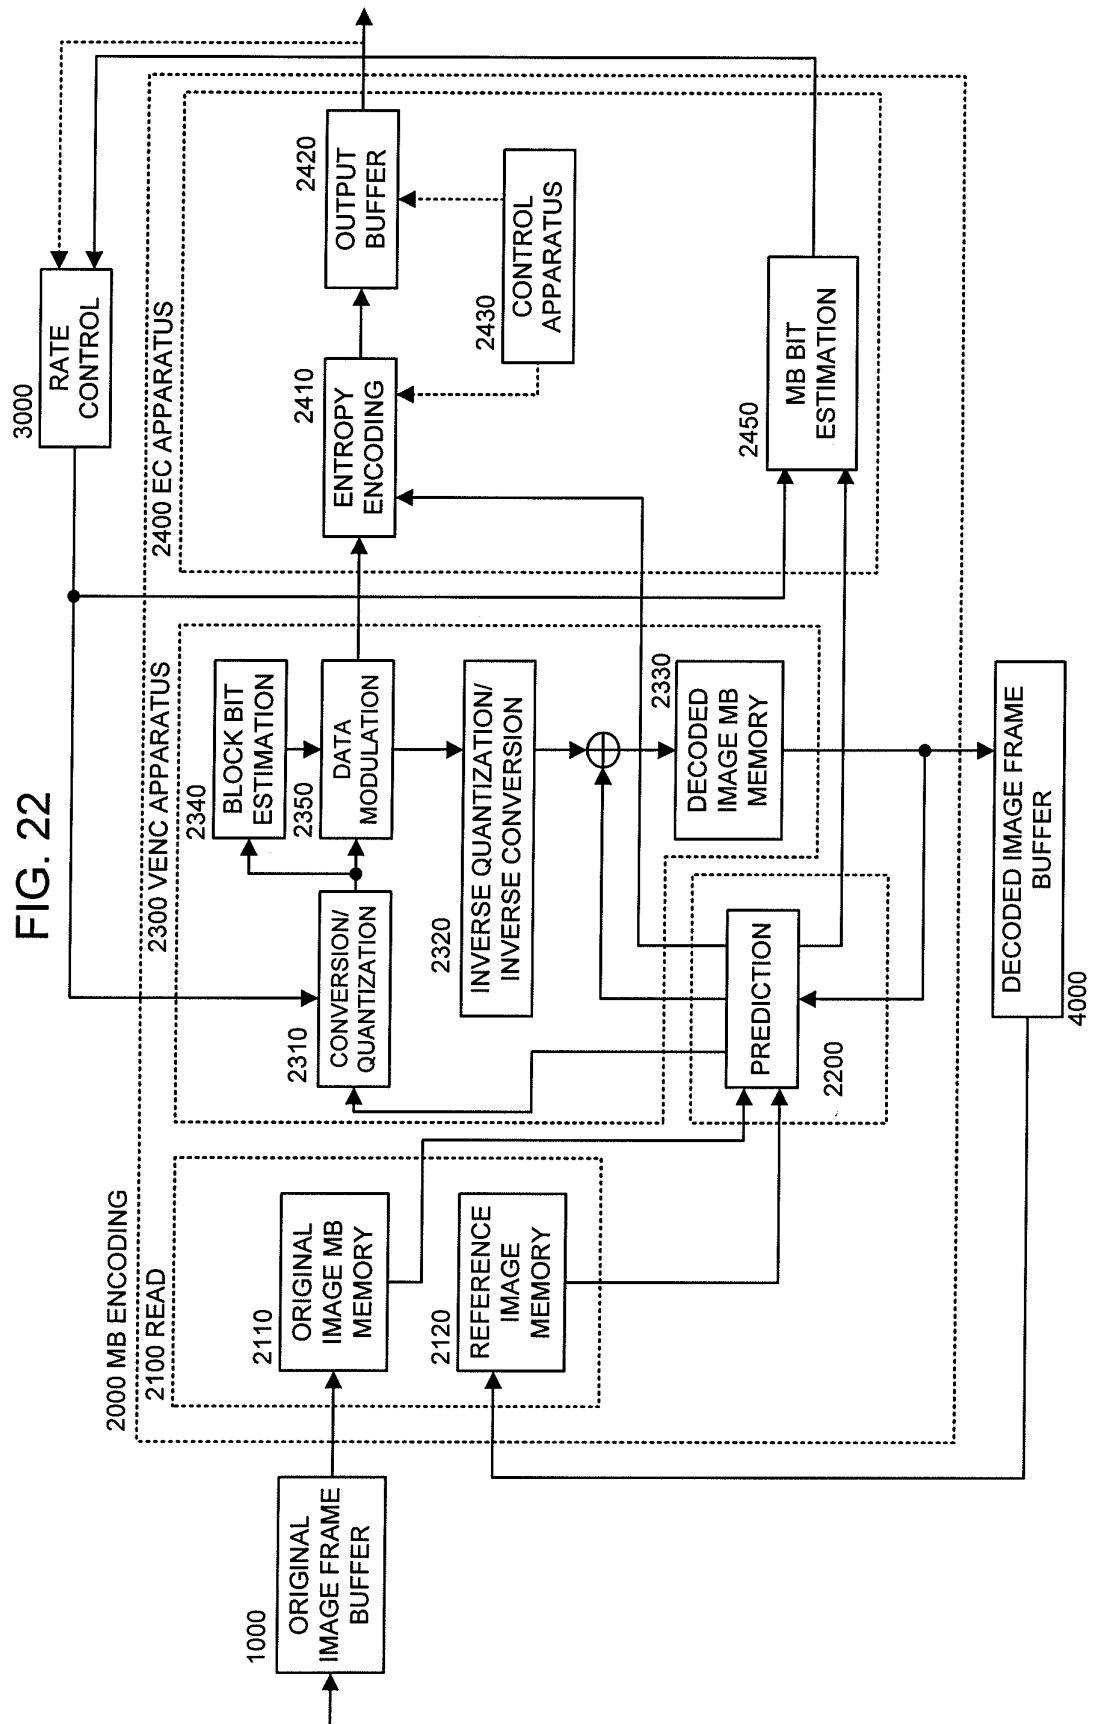 FIG. 22
3000
RATE
CONTROL
2000 MB ENCODING
2100 READ
2300 VENC APPARATUS
2400 EC APPARATUS
1000
ORIGINAL
IMAGE FRAME
BUFFER
2110
ORIGINAL
IMAGE MB
MEMORY
2120
REFERENCE
IMAGE
MEMORY
2310
CONVERSION/
QUANTIZATION
2340
BLOCK BIT
ESTIMATION
2350
DATA
MODULATION
2320
INVERSE QUANTIZATION/
INVERSE CONVERSION
2330
DECODED
IMAGE MB
MEMORY
PREDICTION
2200
2410
ENTROPY
ENCODING
2420
OUTPUT
BUFFER
2430
CONTROL
APPARATUS
2450
MB BIT
ESTIMATION
DECODED IMAGE FRAME
BUFFER
4000